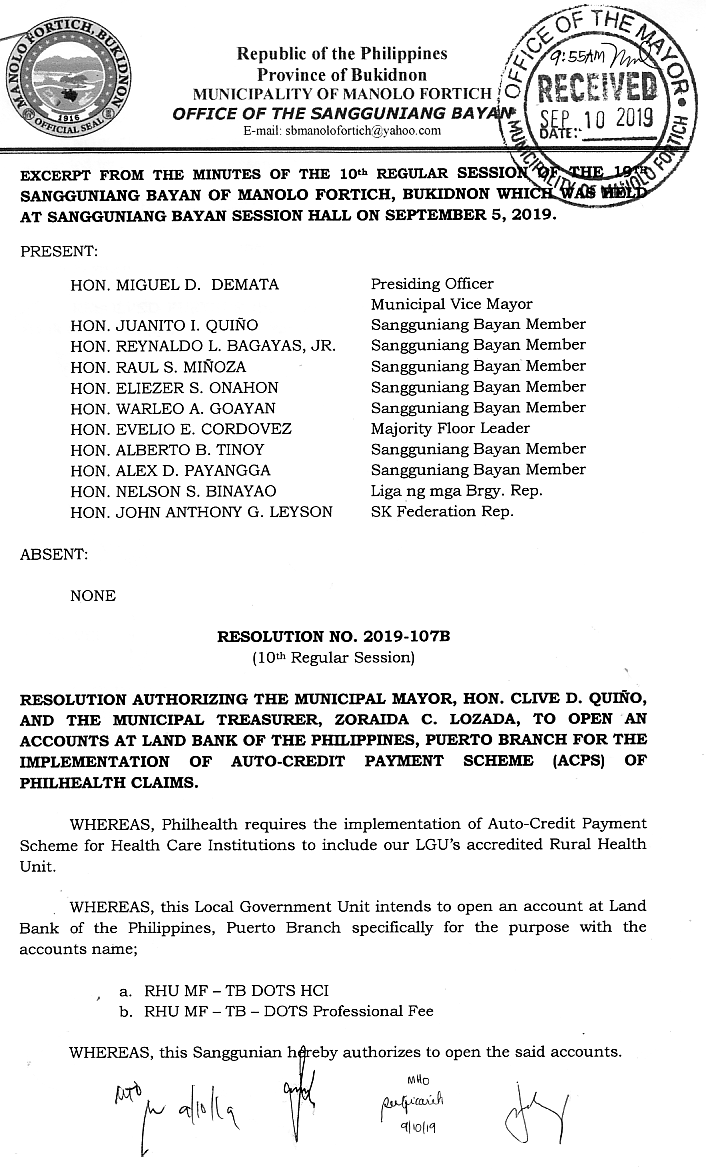 MANOLO FORTICH, BUKIDNON
1916
OFFICIAL SEAL
Republic of the Philippines
Province of Bukidnon
MUNICIPALITY OF MANOLO FORTICH
OFFICE OF THE SANGGUNIANG BAYAN
E-mail: sbmanolofortich@yahoo.com
OFFICE OF THE MAYOR
9:55AM
RECEIVED
SEP 10 2019
DATE:
MUNICIPALITY OF MANOLO FORTICH
EXCERPT FROM THE MINUTES OF THE 10th REGULAR SESSION OF THE 19TH
SANGGUNIANG BAYAN OF MANOLO FORTICH, BUKIDNON WHICH WAS HELD
AT SANGGUNIANG BAYAN SESSION HALL ON SEPTEMBER 5, 2019.
PRESENT:
HON. MIGUEL D. DEMATA Presiding Officer
Municipal Vice Mayor
HON. JUANITO I. QUIÑO Sangguniang Bayan Member
HON. REYNALDO L. BAGAYAS, JR. Sangguniang Bayan Member
HON. RAUL S. MIÑOZA Sangguniang Bayan Member
HON. ELIEZER S. ONAHON Sangguniang Bayan Member
HON. WARLEO A. GOAYAN Sangguniang Bayan Member
HON. EVELIO E. CORDOVEZ Majority Floor Leader
HON. ALBERTO B. TINOY Sangguniang Bayan Member
HON. ALEX D. PAYANGGA Sangguniang Bayan Member
HON. NELSON S. BINAYAO Liga ng mga Brgy. Rep.
HON. JOHN ANTHONY G. LEYSON SK Federation Rep.
ABSENT:
NONE
RESOLUTION NO. 2019-107B
(10th Regular Session)
RESOLUTION AUTHORIZING THE MUNICIPAL MAYOR, HON. CLIVE D. QUIÑO,
AND THE MUNICIPAL TREASURER, ZORAIDA C. LOZADA, TO OPEN AN
ACCOUNTS AT LAND BANK OF THE PHILIPPINES, PUERTO BRANCH FOR THE
IMPLEMENTATION OF AUTO-CREDIT PAYMENT SCHEME (ACPS) OF
PHILHEALTH CLAIMS.
WHEREAS, Philhealth requires the implementation of Auto-Credit Payment
Scheme for Health Care Institutions to include our LGU's accredited Rural Health
Unit.
WHEREAS, this Local Government Unit intends to open an account at Land
Bank of the Philippines, Puerto Branch specifically for the purpose with the
accounts name;
a. RHU MF – TB DOTS HCI
b. RHU MF – TB – DOTS Professional Fee
WHEREAS, this Sanggunian hereby authorizes to open the said accounts.
MTO
9/10/19
MHO
9/10/19